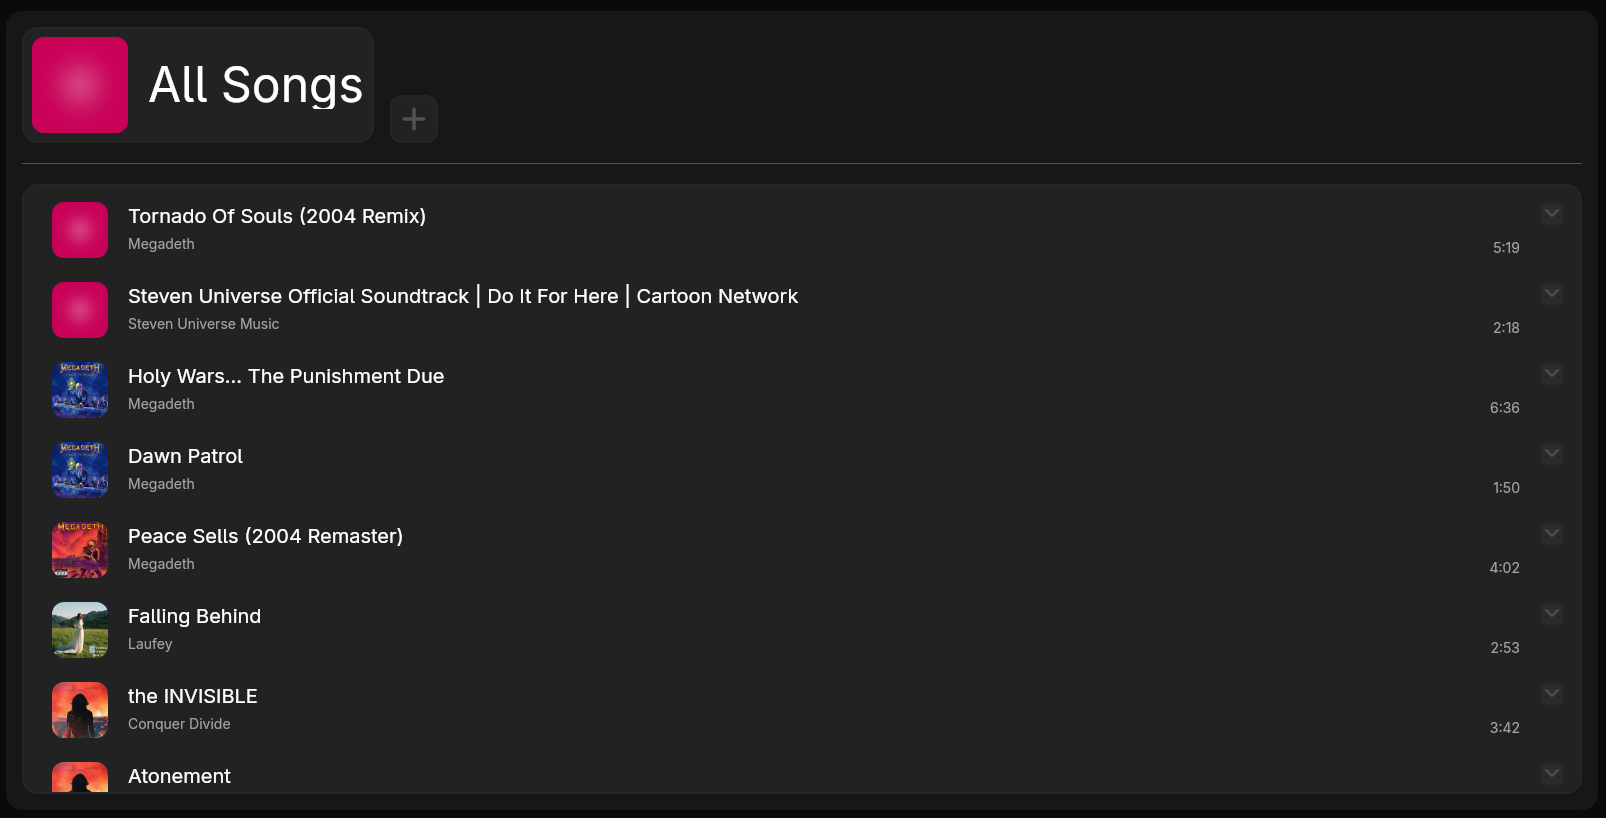 All Songs
Tornado Of Souls (2004 Remix)
Megadeth
5:19
Steven Universe Official Soundtrack | Do It For Here | Cartoon Network
Steven Universe Music
2:18
MEGADETH
Holy Wars... The Punishment Due
Megadeth
6:36
MEGADETH
Dawn Patrol
Megadeth
1:50
MEGADETH
Peace Sells (2004 Remaster)
Megadeth
4:02
Falling Behind
Laufey
2:53
the INVISIBLE
Conquer Divide
3:42
Atonement